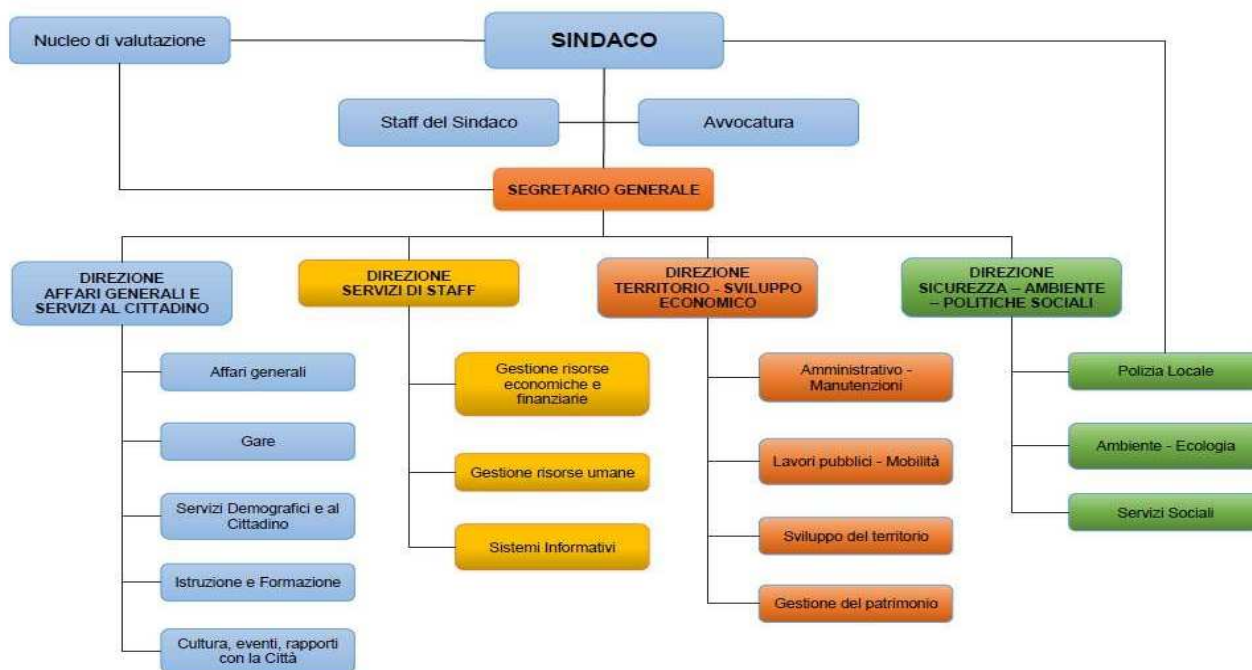 Nucleo di valutazione
SINDACO
Staff del Sindaco
Avvocatura
SEGRETARIO GENERALE
DIREZIONE
AFFARI GENERALI E
SERVIZI AL CITTADINO
DIREZIONE
SERVIZI DI STAFF
DIREZIONE
TERRITORIO - SVILUPPO
ECONOMICO
DIREZIONE
SICUREZZA – AMBIENTE
– POLITICHE SOCIALI
Affari generali
Gare
Servizi Demografici e al
Cittadino
Istruzione e Formazione
Cultura, eventi, rapporti
con la Città
Gestione risorse
economiche e
finanziarie
Gestione risorse umane
Sistemi Informativi
Amministrativo -
Manutenzioni
Lavori pubblici - Mobilità
Sviluppo del territorio
Gestione del patrimonio
Polizia Locale
Ambiente - Ecologia
Servizi Sociali